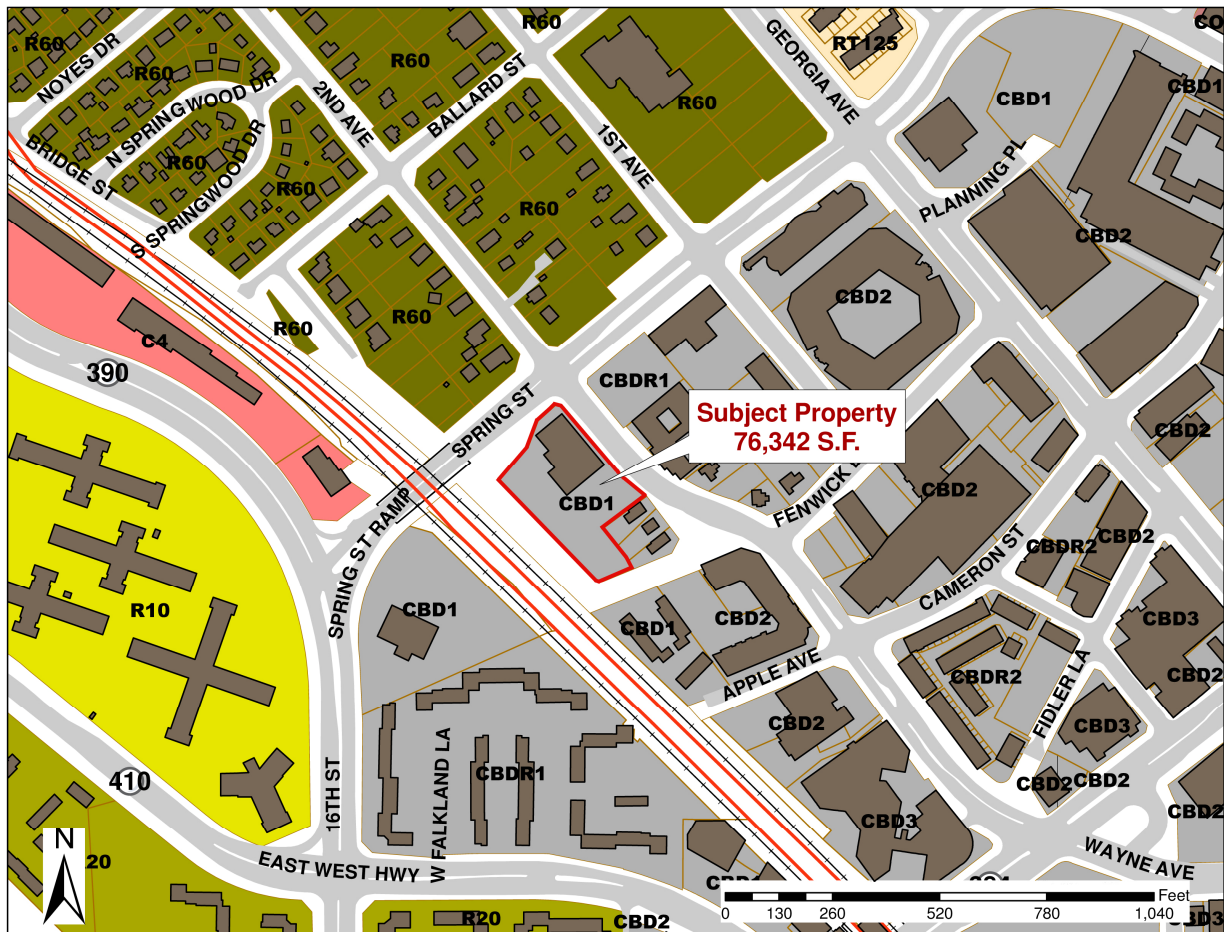 R60
CO
R60
NOYES DR
R60
R60
GEORGIA AVE
RT125
CBD1
CBD1
N SPRINGWOOD DR
2ND AVE
BALLARD ST
R60
1ST AVE
BRIDGE ST
R60
R60
S SPRINGWOOD DR
R60
PLANNING PL
CBD2
CBD2
R60
R60
C4
390
CBDR1
SPRING ST
Subject Property
76,342 S.F.
CBD2
FENWICK
CBD2
CBD1
SPRING ST RAMP
CAMERON ST
CBDR2
CBD2
R10
CBD1
CBD1
CBD2
CBD3
APPLE AVE
CBDR2
FIDLER LA
CBD2
CBD2
CBD3
16TH ST
W FALKLAND LA
CBDR1
410
CBD2
CBD2
CBD2
CBD3
WAYNE AVE
N
20
EAST WEST HWY
R20
CBD2
Feet
0 130 260 520 780 1,040